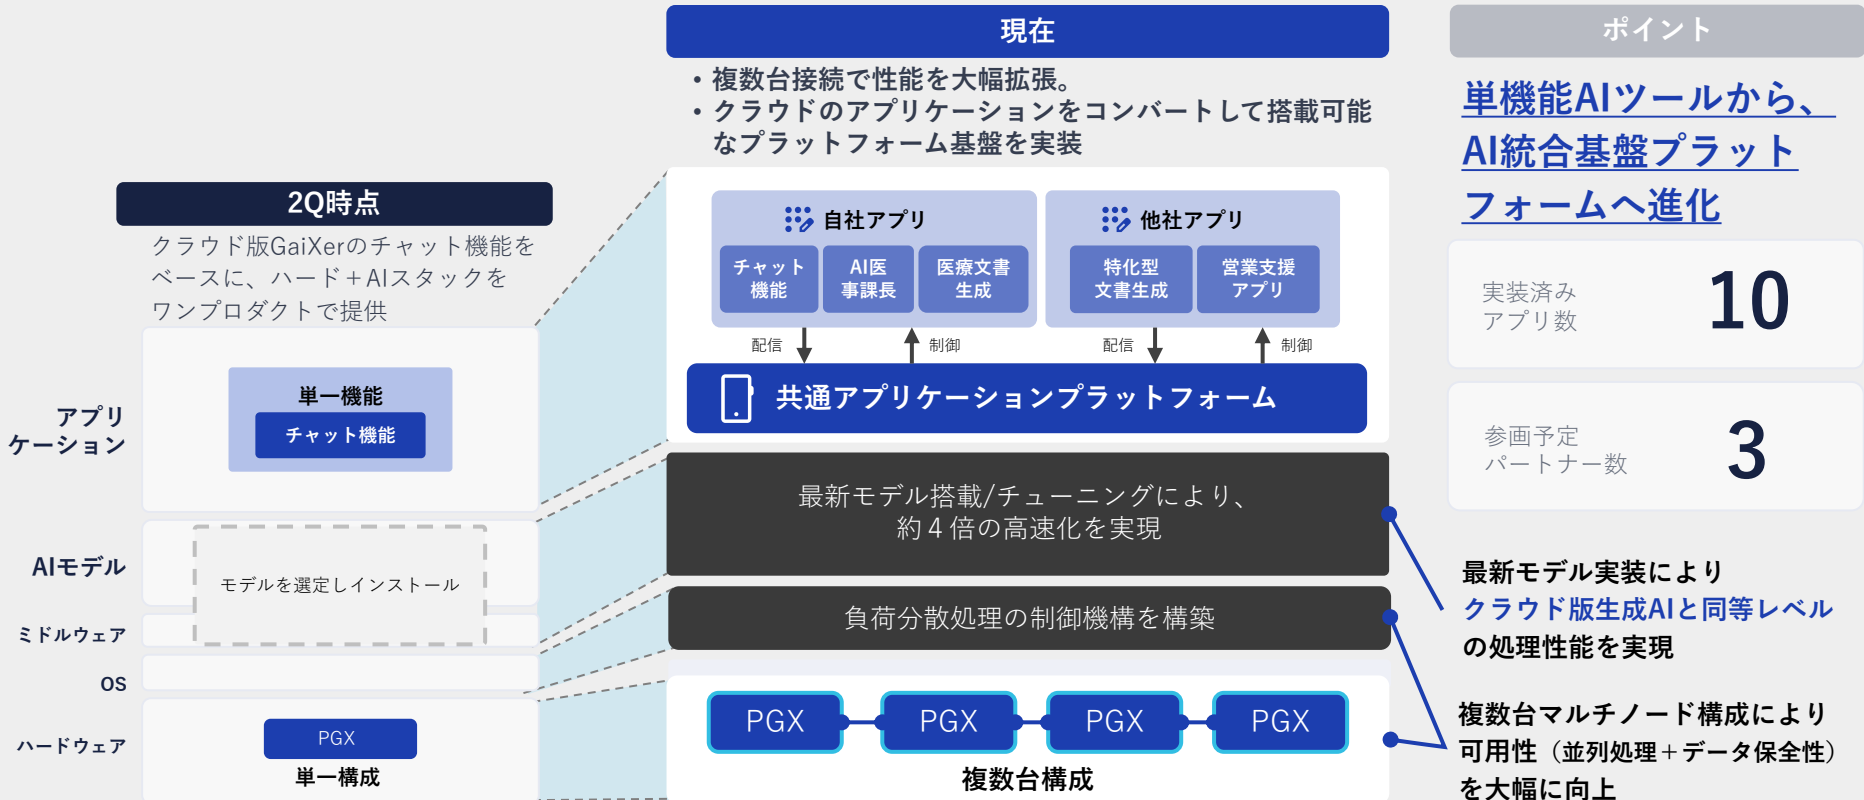 現在
・複数台接続で性能を大幅拡張。
・クラウドのアプリケーションをコンバートして搭載可能
なプラットフォーム基盤を実装
2Q時点
クラウド版GaiXerのチャット機能を
ベースに、ハード＋AIスタックを
ワンプロダクトで提供
アプリ
ケーション
単一機能
チャット機能
AIモデル
モデルを選定しインストール
ミドルウェア
OS
ハードウェア
PGX
単一構成
自社アプリ
チャット
機能
AI医
事課長
医療文書
生成
他社アプリ
特化型
文書生成
営業支援
アプリ
配信
制御
配信
制御
共通アプリケーションプラットフォーム
最新モデル搭載/チューニングにより、
約４倍の高速化を実現
負荷分散処理の制御機構を構築
PGX
PGX
PGX
PGX
複数台構成
ポイント
単機能AIツールから、
AI統合基盤プラット
フォームへ進化
実装済み
アプリ数
10
参画予定
パートナー数
3
最新モデル実装により
クラウド版生成AIと同等レベル
の処理性能を実現
複数台マルチノード構成により
可用性（並列処理＋データ保全性）
を大幅に向上